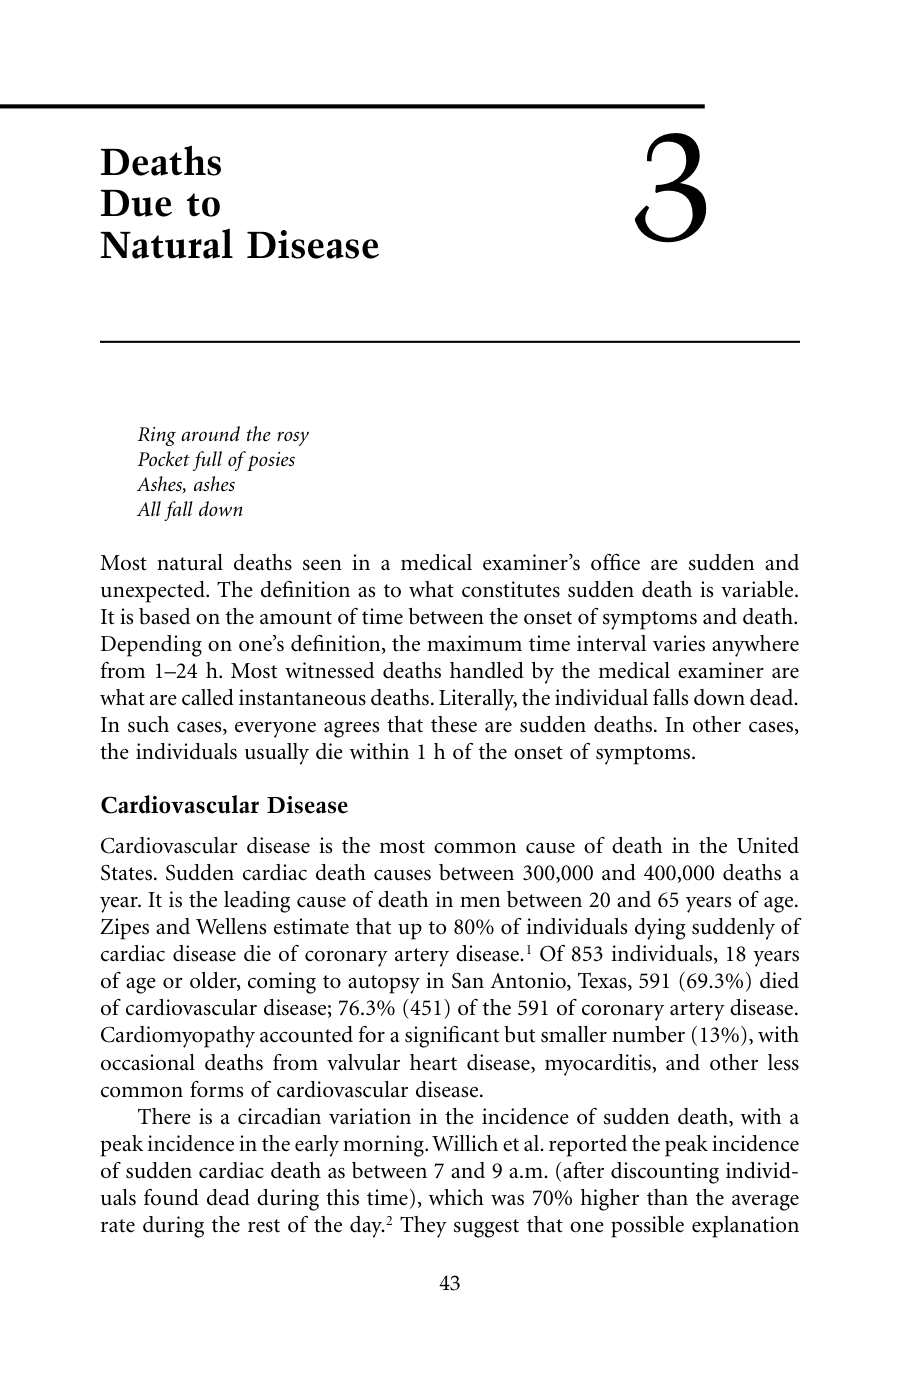 Deaths
Due to
Natural Disease
3
Ring around the rosy
Pocket full of posies
Ashes, ashes
All fall down
Most natural deaths seen in a medical examiner’s office are sudden and
unexpected. The definition as to what constitutes sudden death is variable.
It is based on the amount of time between the onset of symptoms and death.
Depending on one’s definition, the maximum time interval varies anywhere
from 1–24 h. Most witnessed deaths handled by the medical examiner are
what are called instantaneous deaths. Literally, the individual falls down dead.
In such cases, everyone agrees that these are sudden deaths. In other cases,
the individuals usually die within 1 h of the onset of symptoms.
Cardiovascular Disease
Cardiovascular disease is the most common cause of death in the United
States. Sudden cardiac death causes between 300,000 and 400,000 deaths a
year. It is the leading cause of death in men between 20 and 65 years of age.
Zipes and Wellens estimate that up to 80% of individuals dying suddenly of
cardiac disease die of coronary artery disease.1 Of 853 individuals, 18 years
of age or older, coming to autopsy in San Antonio, Texas, 591 (69.3%) died
of cardiovascular disease; 76.3% (451) of the 591 of coronary artery disease.
Cardiomyopathy accounted for a significant but smaller number (13%), with
occasional deaths from valvular heart disease, myocarditis, and other less
common forms of cardiovascular disease.
There is a circadian variation in the incidence of sudden death, with a
peak incidence in the early morning. Willich et al. reported the peak incidence
of sudden cardiac death as between 7 and 9 a.m. (after discounting individ-
uals found dead during this time), which was 70% higher than the average
rate during the rest of the day.2 They suggest that one possible explanation
43